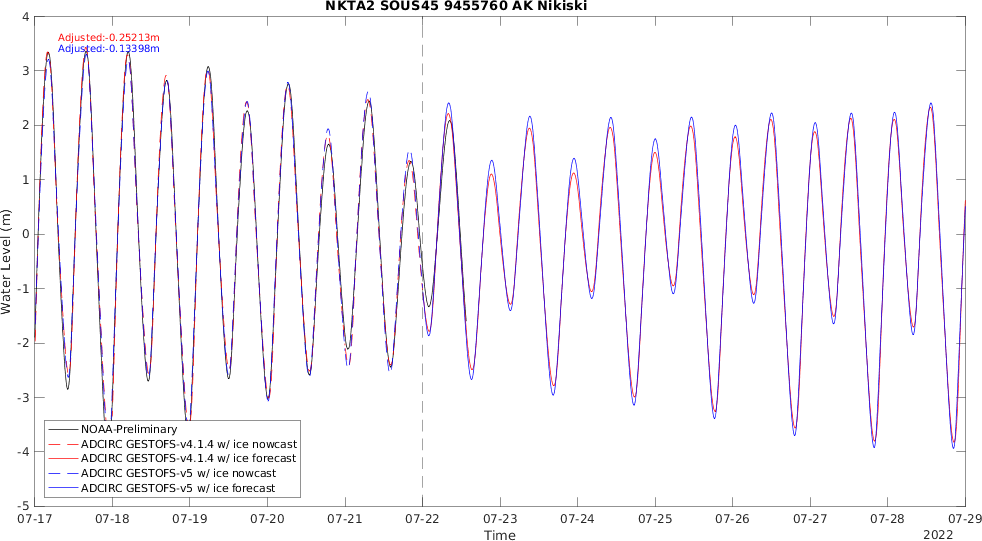 NKTA2 SOUS45 9455760 AK Nikiski
Adjusted:-0.25213m
Adjusted:-0.13398m
4
3
2
1
0
-1
-2
-3
-4
-5
Water Level (m)
NOAA-Preliminary
ADCIRC GESTOFS-v4.1.4 w/ ice nowcast
ADCIRC GESTOFS-v4.1.4 w/ ice forecast
ADCIRC GESTOFS-v5 w/ ice nowcast
ADCIRC GESTOFS-v5 w/ ice forecast
07-17 07-18 07-19 07-20 07-21 07-22 07-23 07-24 07-25 07-26 07-27 07-28 07-29
Time
2022